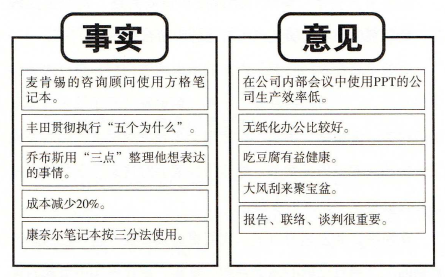 事实
麦肯锡的咨询顾问使用方格笔
记本。
丰田贯彻执行“五个为什么”。
乔布斯用“三点”整理他想表达
的事情。
成本减少20%。
康奈尔笔记本按三分法使用。
意见
在公司内部会议中使用PPT的公
司生产效率低。
无纸化办公比较好。
吃豆腐有益健康。
大风刮来聚宝盆。
报告、联络、谈判很重要。